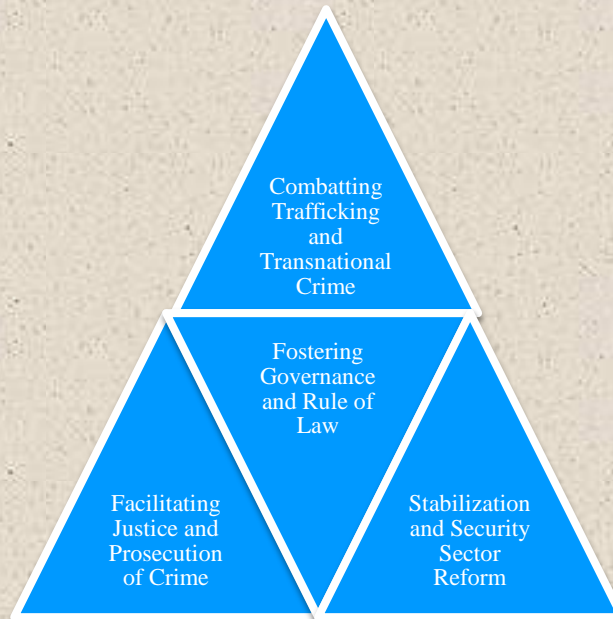 Combatting
Trafficking
and
Transnational
Crime
Fostering
Governance
and Rule of
Law
Facilitating
Justice and
Prosecution
of Crime
Stabilization
and Security
Sector
Reform